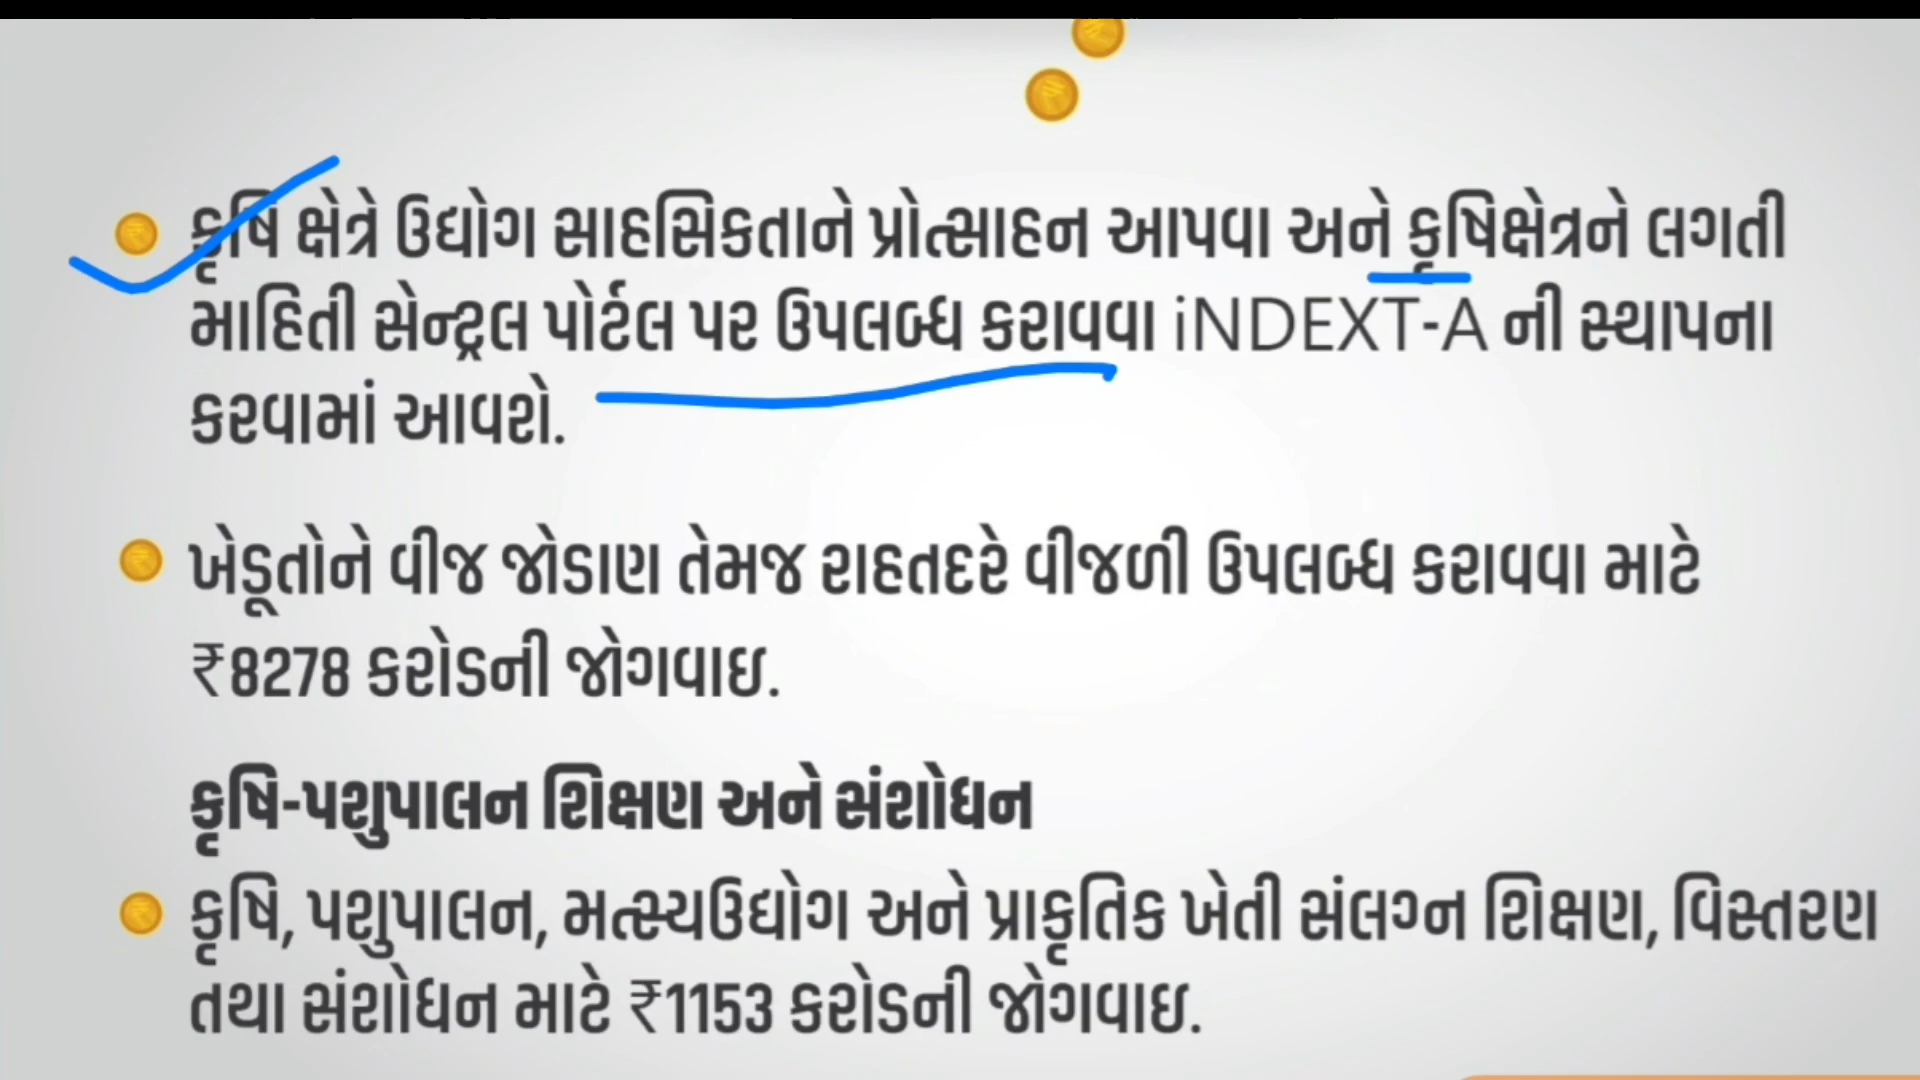 કૃષિ ક્ષેત્રે ઉદ્યોગ સાહસિકતાને પ્રોત્સાહન આપવા અને કૃષિક્ષેત્રને લગતી
માહિતી સેન્ટ્રલ પોર્ટલ પર ઉપલબ્ધ કરાવવા iNDEXT-A ની સ્થાપના
કરવામાં આવશે.
ખેડૂતોને વીજ જોડાણ તેમજ રાહતદરે વીજળી ઉપલબ્ધ કરાવવા માટે
₹8278 કરોડની જોગવાઇ.
કૃષિ-પશુપાલન શિક્ષણ અને સંશોધન
કૃષિ, પશુપાલન, મત્સ્યઉદ્યોગ અને પ્રાકૃતિક ખેતી સંલગ્ન શિક્ષણ, વિસ્તરણ
તથા સંશોધન માટે ₹1153 કરોડની જોગવાઇ.